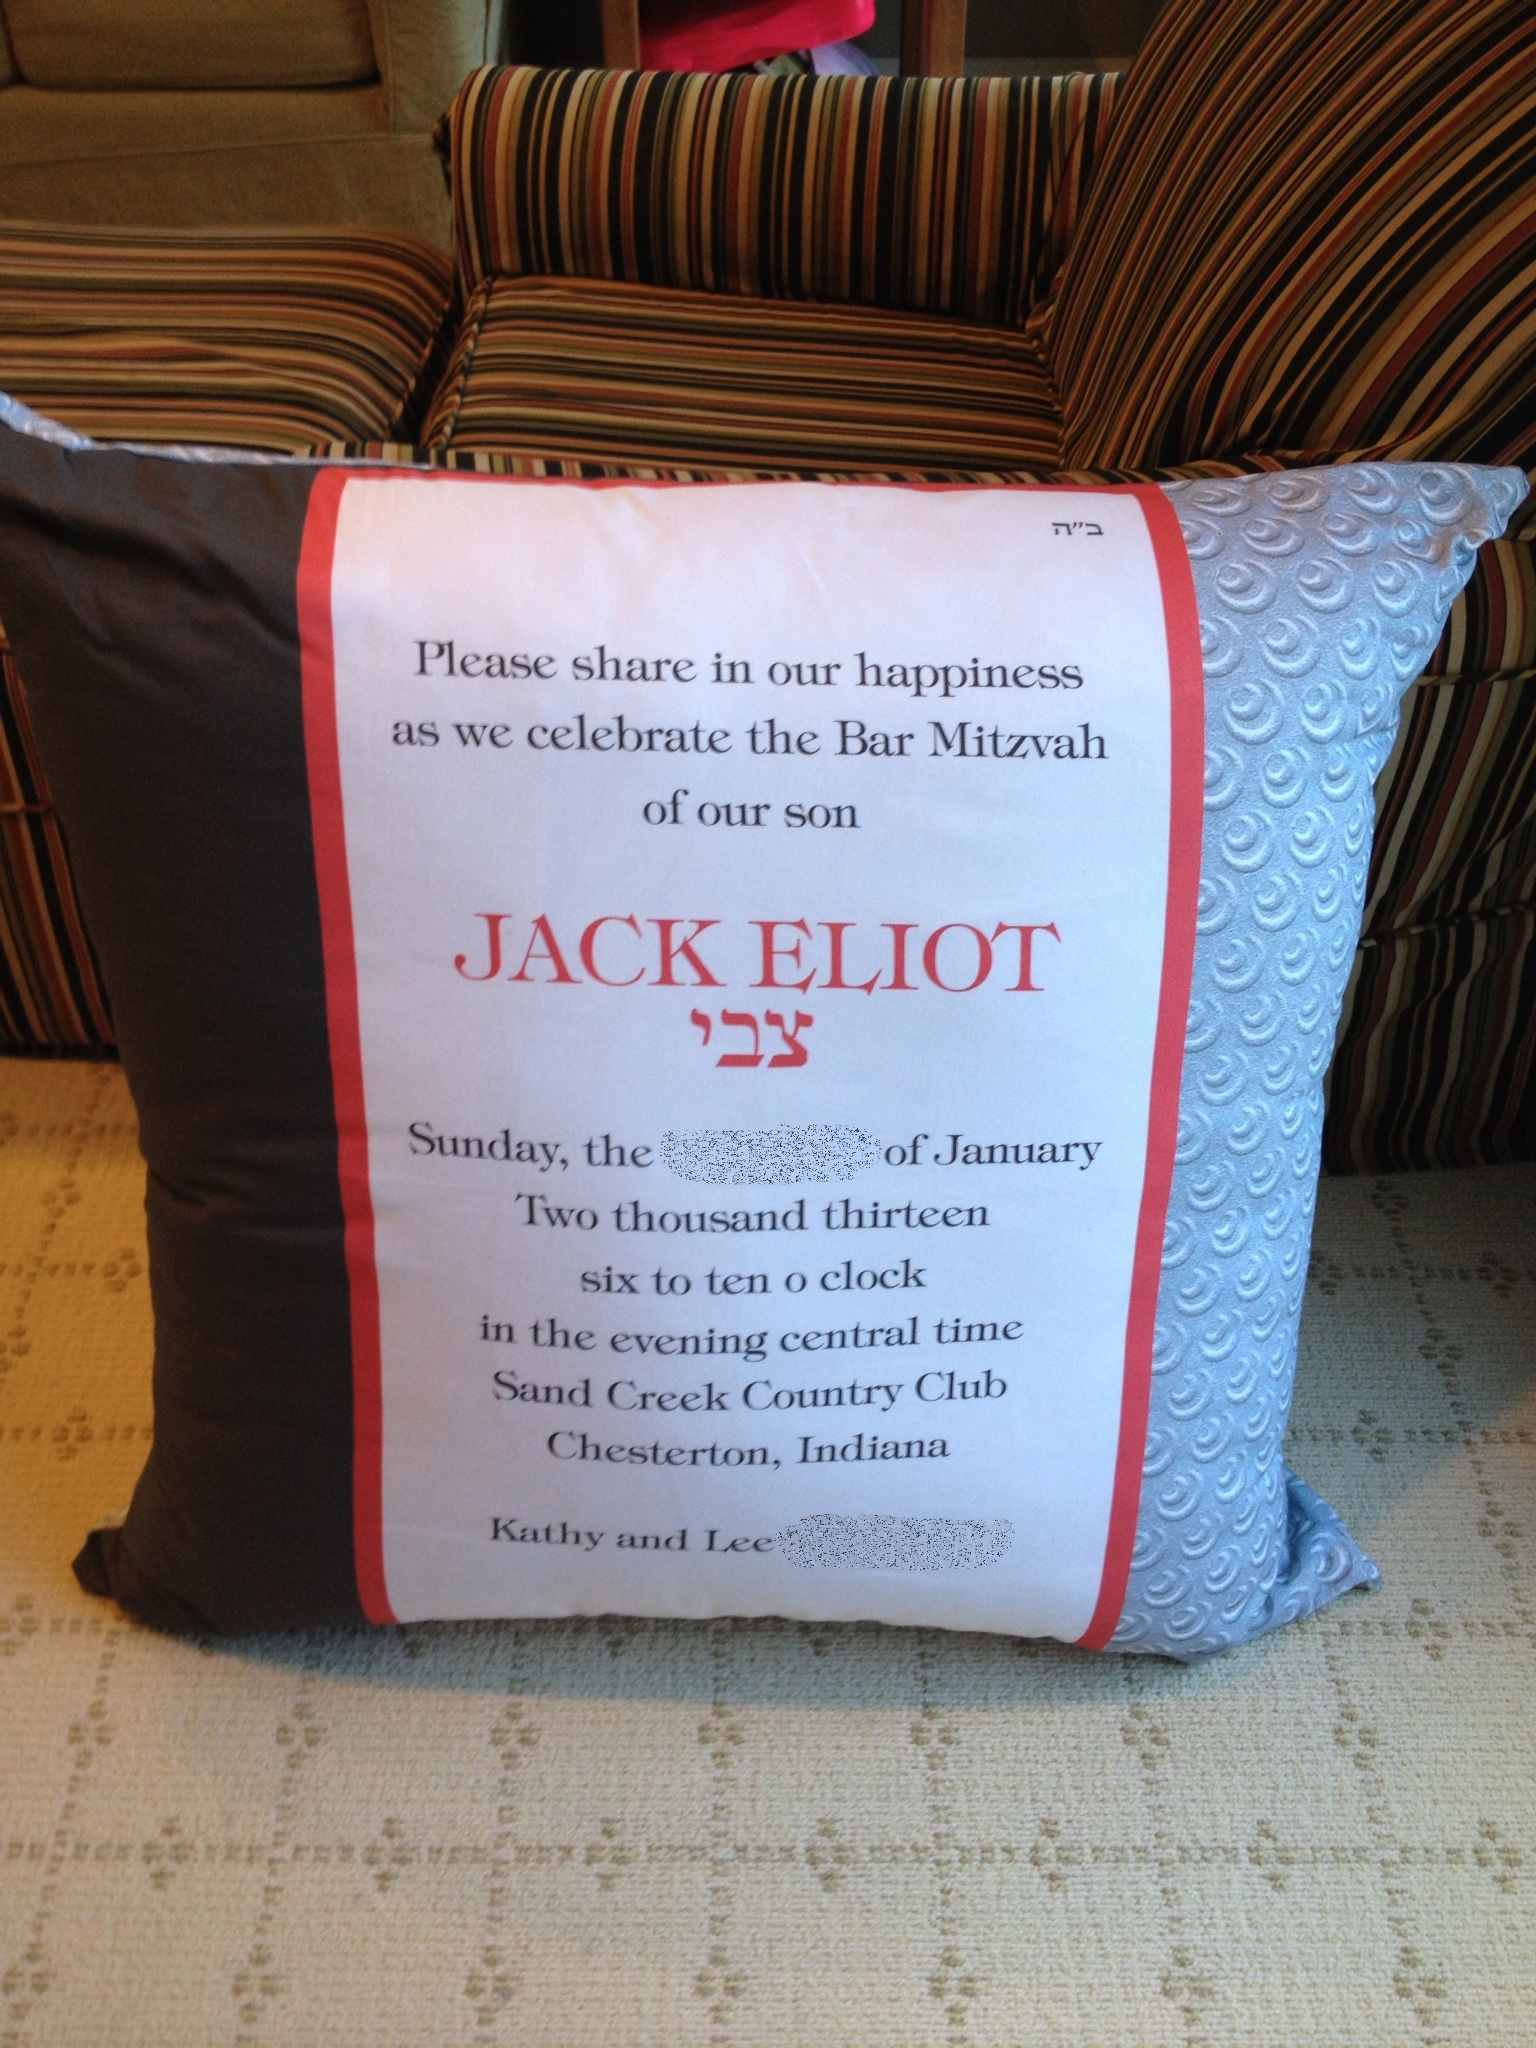 ב״ה
Please share in our happiness
as we celebrate the Bar Mitzvah
of our son
JACK ELIOT
צבי
Sunday, the of January
Two thousand thirteen
six to ten o clock
in the evening central time
Sand Creek Country Club
Chesterton, Indiana
Kathy and Lee